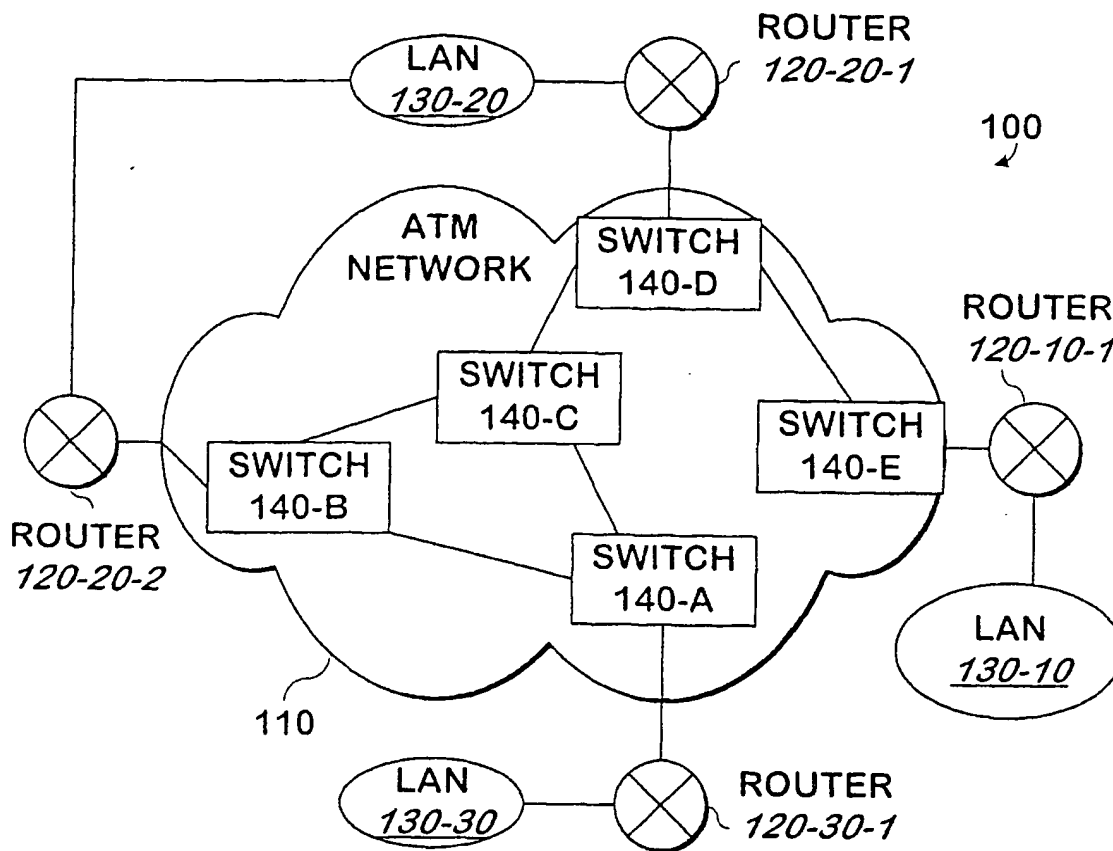 ROUTER
120-20-1
LAN
130-20
100
ATM
NETWORK
SWITCH
140-D
ROUTER
120-10-1
SWITCH
140-C
SWITCH
140-E
SWITCH
140-B
ROUTER
120-20-2
SWITCH
140-A
LAN
130-10
110
LAN
130-30
ROUTER
120-30-1